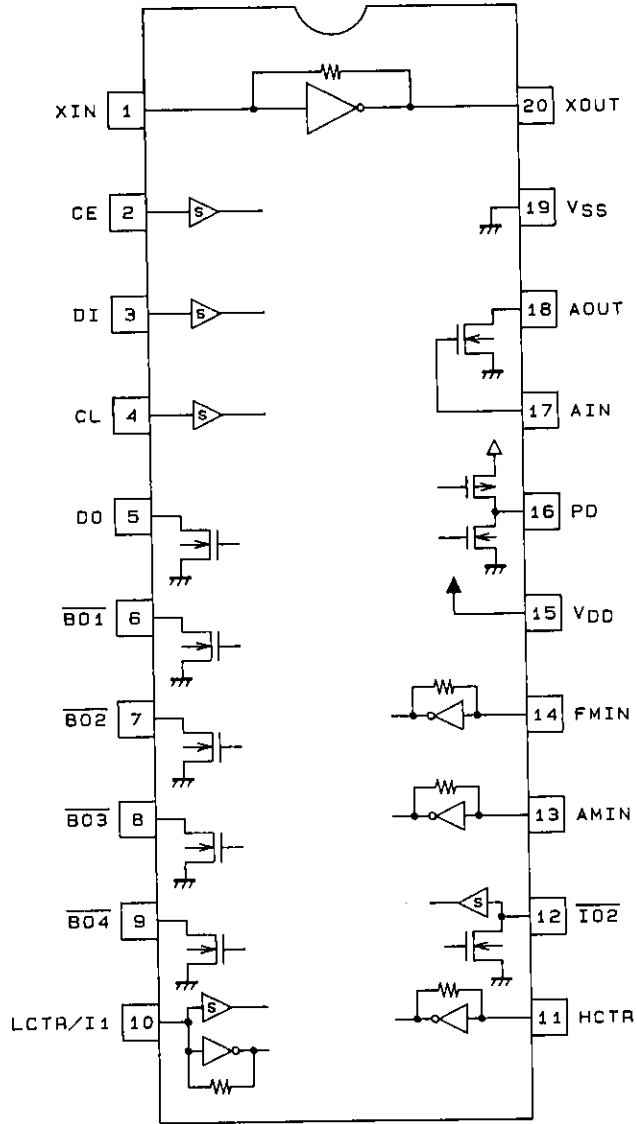 XIN 1 20 XOUT
CE 2 S 19 VSS
DI 3 S 18 AOUT
CL 4 S 17 AIN
DO 5 16 PD
BO1 6 15 VDD
BO2 7 14 FMIN
BO3 8 13 AMIN
BO4 9 S 12 IO2
LCTR/I1 10 S 11 HCTR